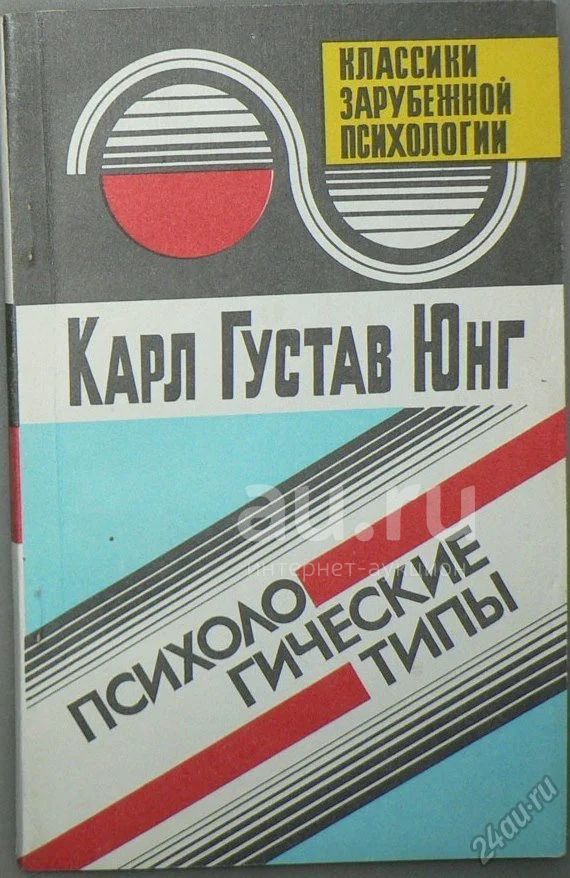 КЛАССИКИ
ЗАРУБЕЖНОЙ
ПСИХОЛОГИИ
КАРЛ ГУСТАВ ЮНГ
au.ru
интернет-аукцион
ПСИХОЛО
ГИЧЕСКИЕ
ТИПЫ
24au.ru